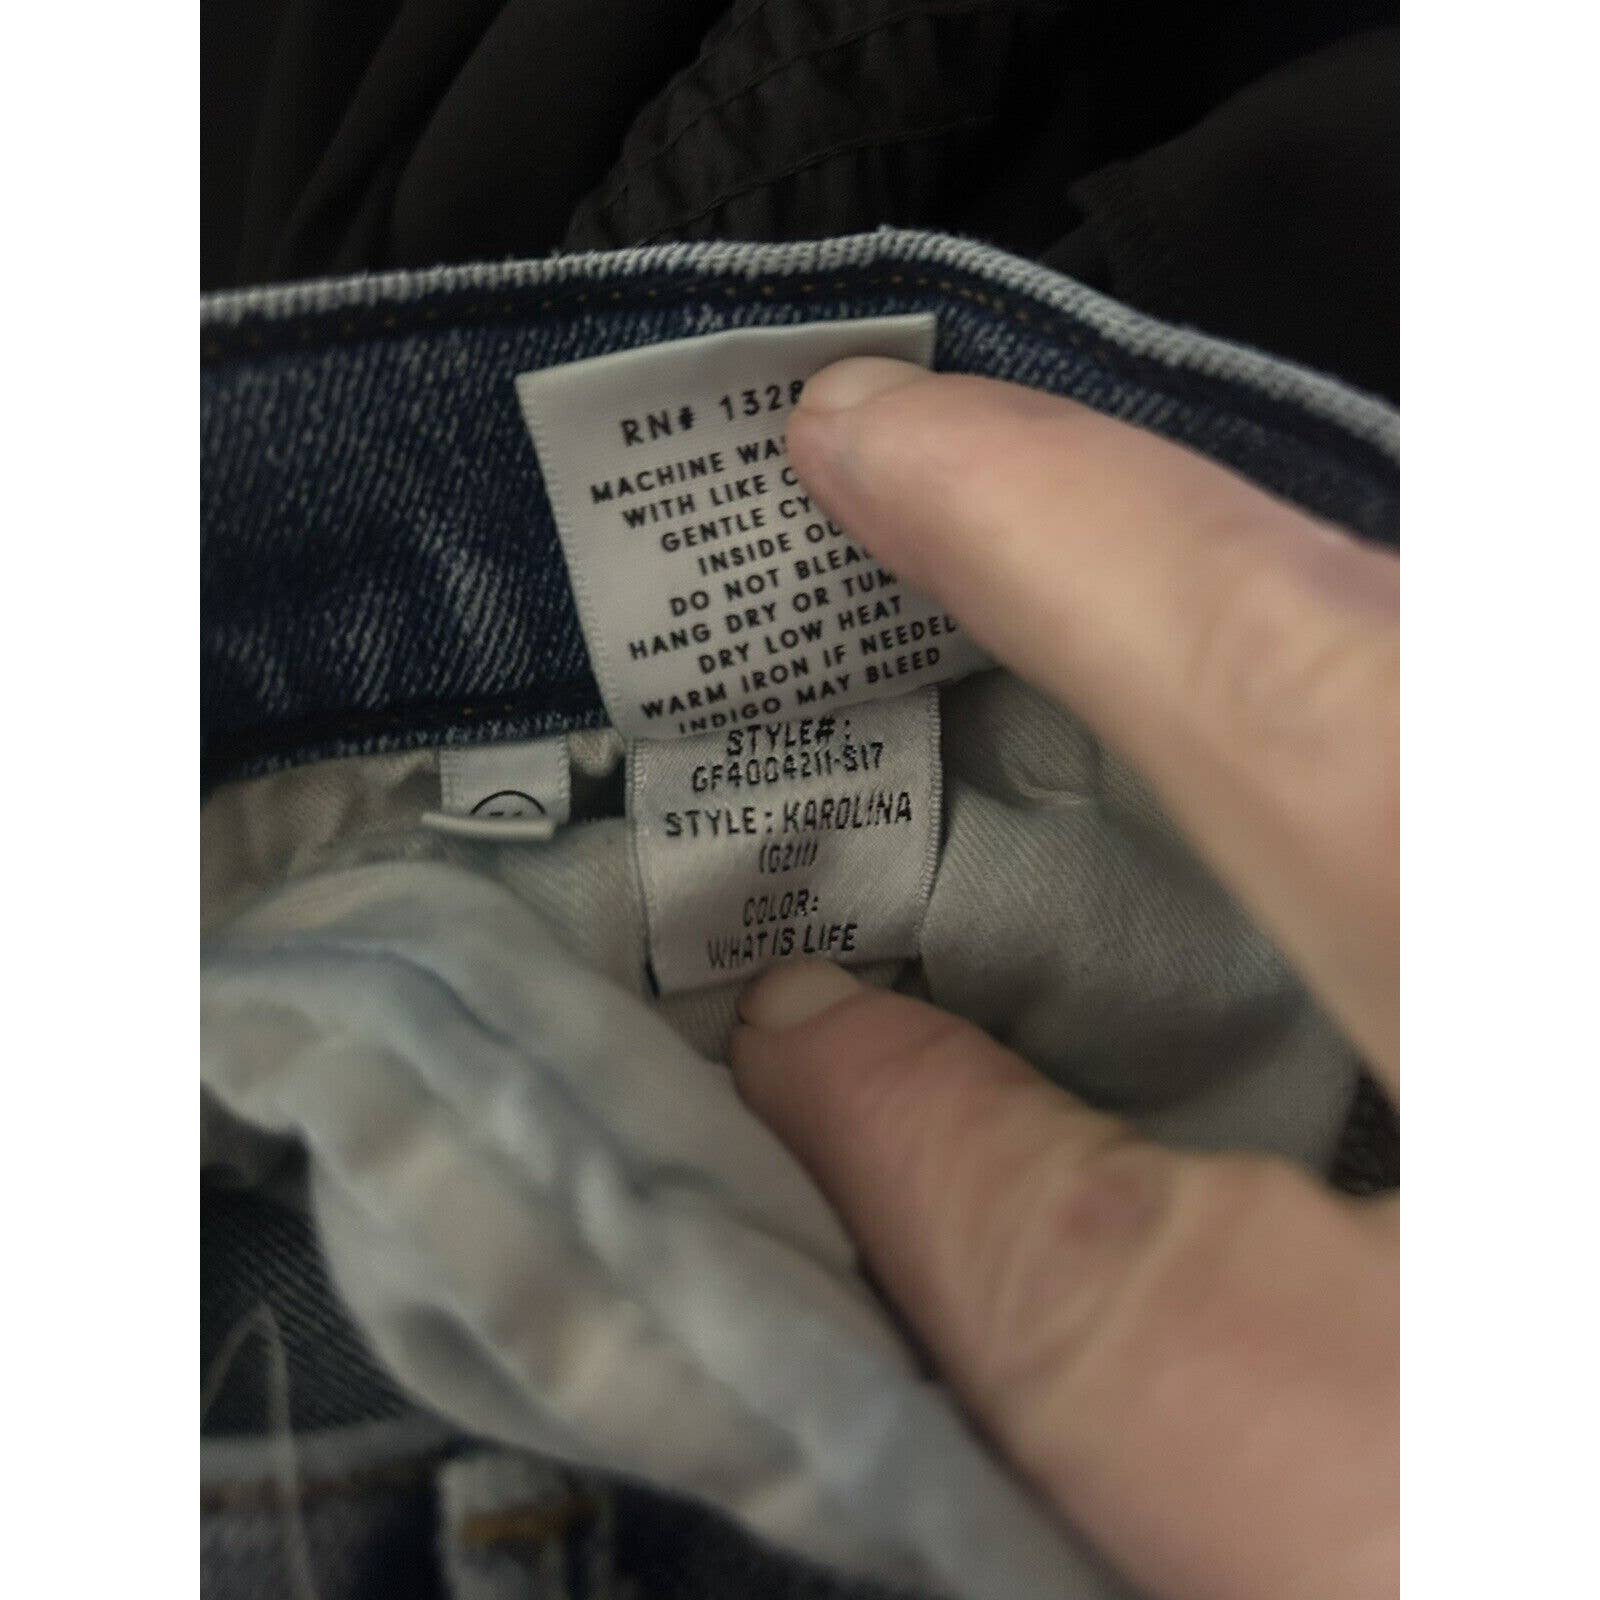 RN# 1328
MACHINE WA
WITH LIKE C
GENTLE CY
INSIDE OU
DO NOT BLEA
HANG DRY OR TUM
DRY LOW HEAT
WARM IRON IF NEEDED
INDIGO MAY BLEED
STYLE#:
GF4004211-S17
STYLE: KAROLINA
(G211)
COLOR:
WHAT IS LIFE